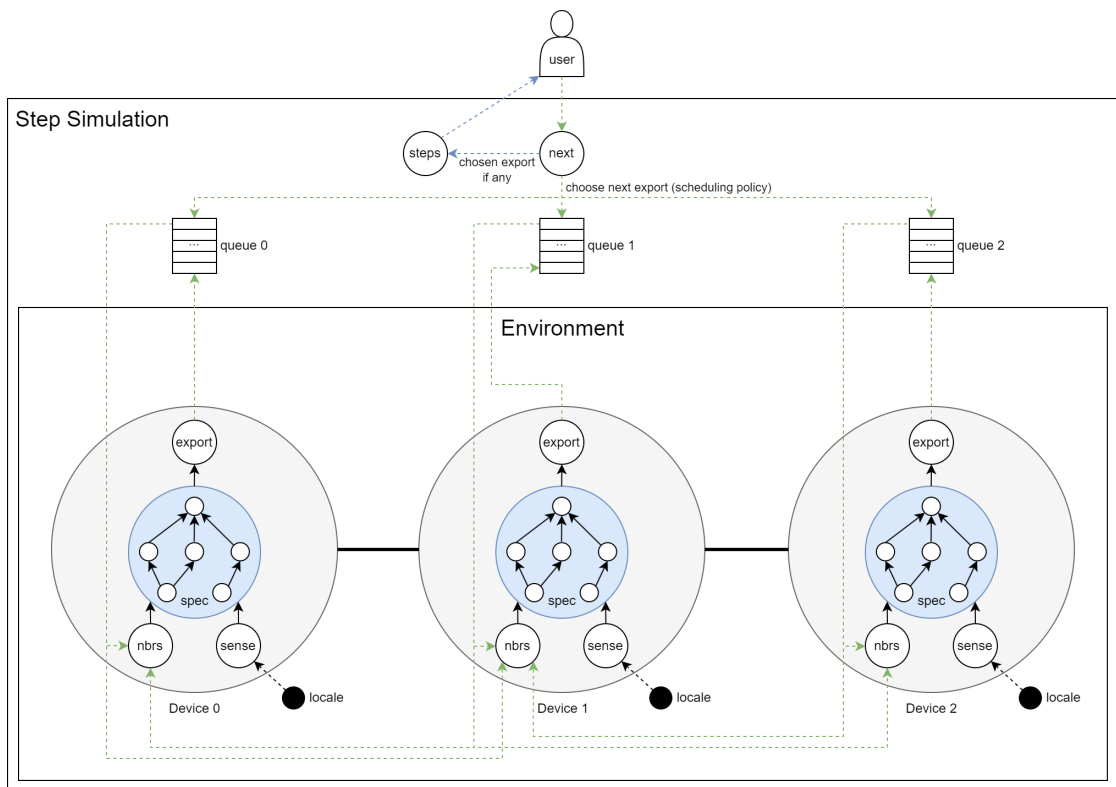 user
Step Simulation
steps
next
chosen export
if any
choose next export (scheduling policy)
...
queue 0
...
queue 1
...
queue 2
Environment
export
export
export
spec
spec
spec
nbrs
sense
nbrs
sense
nbrs
sense
locale
locale
locale
Device 0
Device 1
Device 2